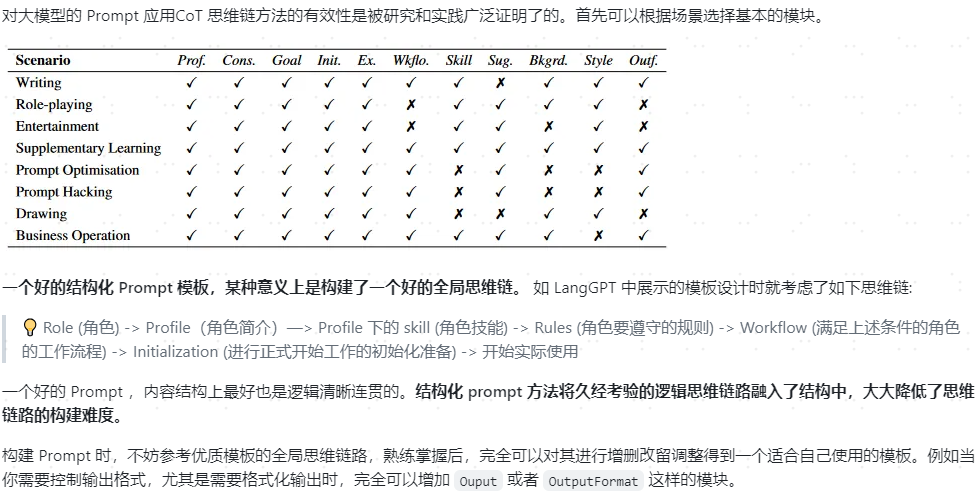 对大模型的 Prompt 应用CoT 思维链方法的有效性是被研究和实践广泛证明了的。首先可以根据场景选择基本的模块。
Scenario Prof. Cons. Goal Init. Ex. Wkflo. Skill Sug. Bkgrd. Style Outf.
Writing ✓ ✓ ✓ ✓ ✓ ✓ ✓ ✗ ✓ ✓ ✓
Role-playing ✓ ✓ ✓ ✓ ✓ ✗ ✓ ✓ ✓ ✓ ✗
Entertainment ✓ ✓ ✓ ✓ ✓ ✗ ✓ ✓ ✗ ✓ ✗
Supplementary Learning ✓ ✓ ✓ ✓ ✓ ✓ ✓ ✓ ✓ ✓ ✓
Prompt Optimisation ✓ ✓ ✓ ✓ ✓ ✓ ✗ ✓ ✗ ✗ ✓
Prompt Hacking ✓ ✓ ✓ ✓ ✓ ✓ ✗ ✓ ✗ ✗ ✓
Drawing ✓ ✓ ✓ ✓ ✓ ✓ ✗ ✗ ✓ ✓ ✗
Business Operation ✓ ✓ ✓ ✓ ✓ ✓ ✓ ✓ ✓ ✗ ✓
一个好的结构化 Prompt 模板，某种意义上是构建了一个好的全局思维链。 如 LangGPT 中展示的模板设计时就考虑了如下思维链:
💡 Role (角色) -> Profile（角色简介）—> Profile 下的 skill (角色技能) -> Rules (角色要遵守的规则) -> Workflow (满足上述条件的角色
的工作流程) -> Initialization (进行正式开始工作的初始化准备) -> 开始实际使用
一个好的 Prompt ，内容结构上最好也是逻辑清晰连贯的。结构化 prompt 方法将久经考验的逻辑思维链路融入了结构中，大大降低了思维
链路的构建难度。
构建 Prompt 时，不妨参考优质模板的全局思维链路，熟练掌握后，完全可以对其进行增删改留调整得到一个适合自己使用的模板。例如当
你需要控制输出格式，尤其是需要格式化输出时，完全可以增加 Ouput 或者 OutputFormat 这样的模块。